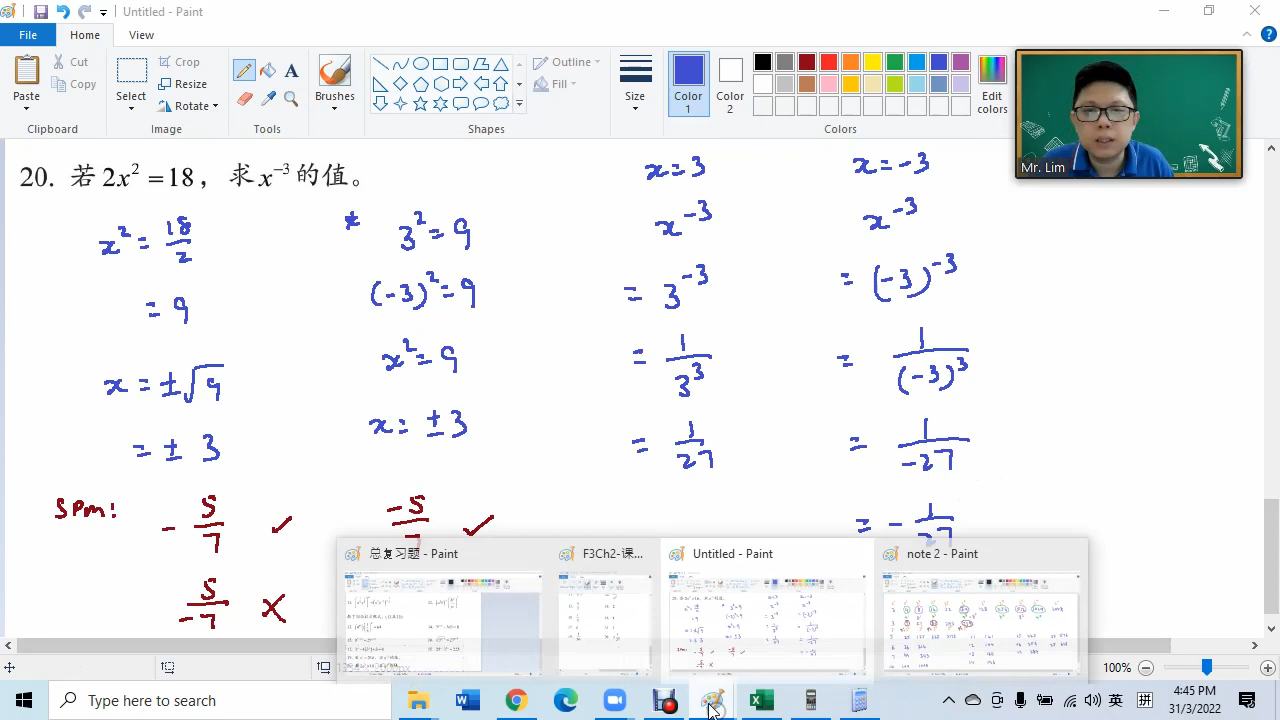 Untitled - Paint
File Home View
Paste Cut Copy Clipboard
Select Crop Resize Rotate Image
Tools
Brushes
Shapes
Outline Fill
Size
Color 1 Color 2 Edit colors Colors
Mr. Lim
20. 若 2x² = 18，求 x⁻³ 的值。
x² = 18/2
= 9
x = ±√9
= ± 3
* 3² = 9
(-3)² = 9
x² = 9
x = ±3
x = 3
x⁻³
= 3⁻³
= 1/3³
= 1/27
x = -3
x⁻³
= (-3)⁻³
= 1/(-3)³
= 1/-27
= - 1/27
SPM: - 5/7 ✓ -5/7 ✓
5/-7 ✗
总复习题 - Paint
F3Ch2-课...
Untitled - Paint
note 2 - Paint
100%
Type here to search
英 拼
4:45 PM
31/3/2022